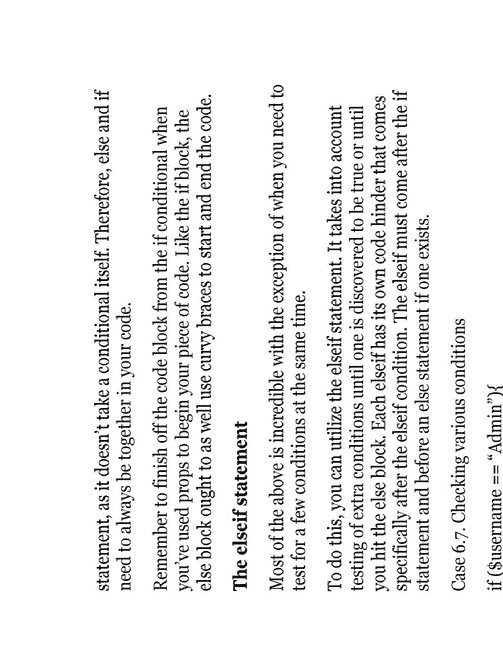 statement, as it doesn't take a conditional itself. Therefore, else and if
need to always be together in your code.
Remember to finish off the code block from the if conditional when
you've used props to begin your piece of code. Like the if block, the
else block ought to as well use curvy braces to start and end the code.
The elseif statement
Most of the above is incredible with the exception of when you need to
test for a few conditions at the same time.
To do this, you can utilize the elseif statement. It takes into account
testing of extra conditions until one is discovered to be true or until
you hit the else block. Each elseif has its own code hinder that comes
specifically after the elseif condition. The elseif must come after the if
statement and before an else statement if one exists.
Case 6.7. Checking various conditions
if ($username == “Admin”){